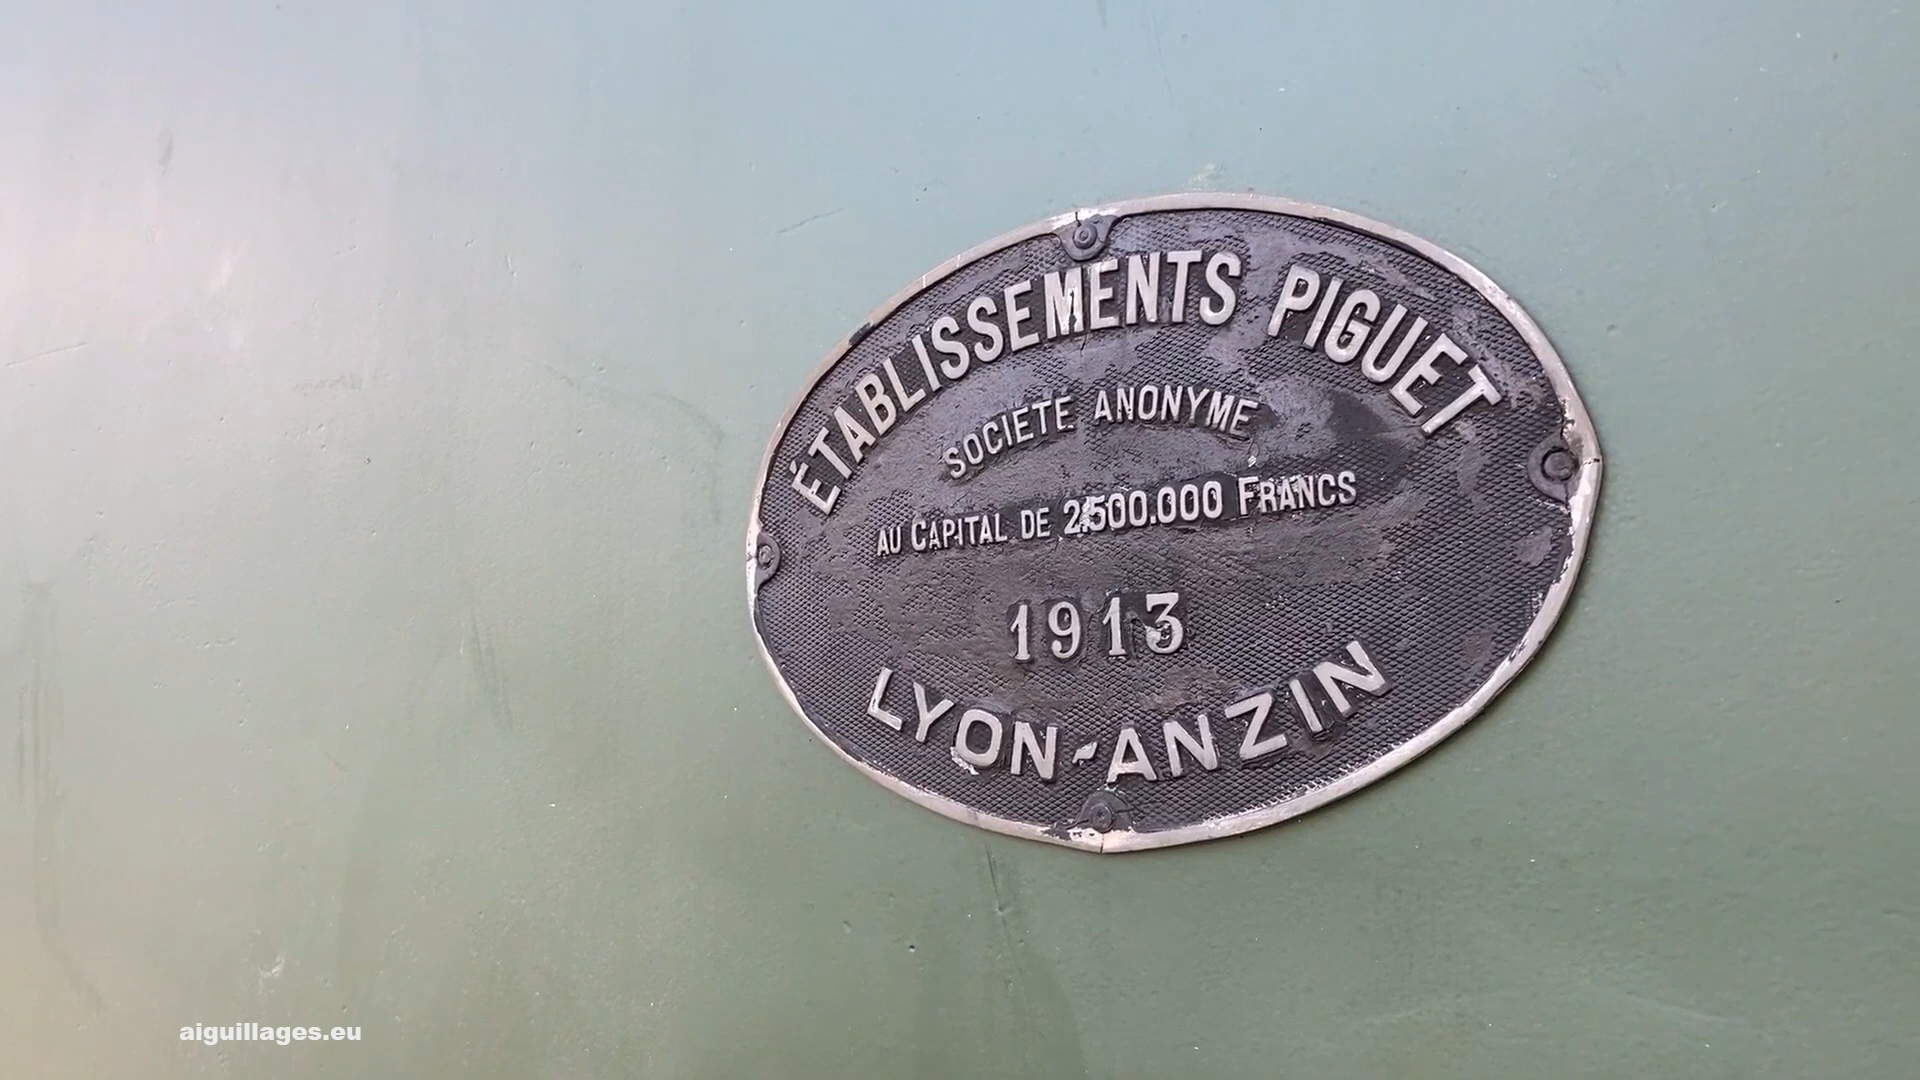 ÉTABLISSEMENTS PIGUET
SOCIETE ANONYME
AU CAPITAL DE 2.500.000 FRANCS
1913
LYON-ANZIN
aiguillages.eu